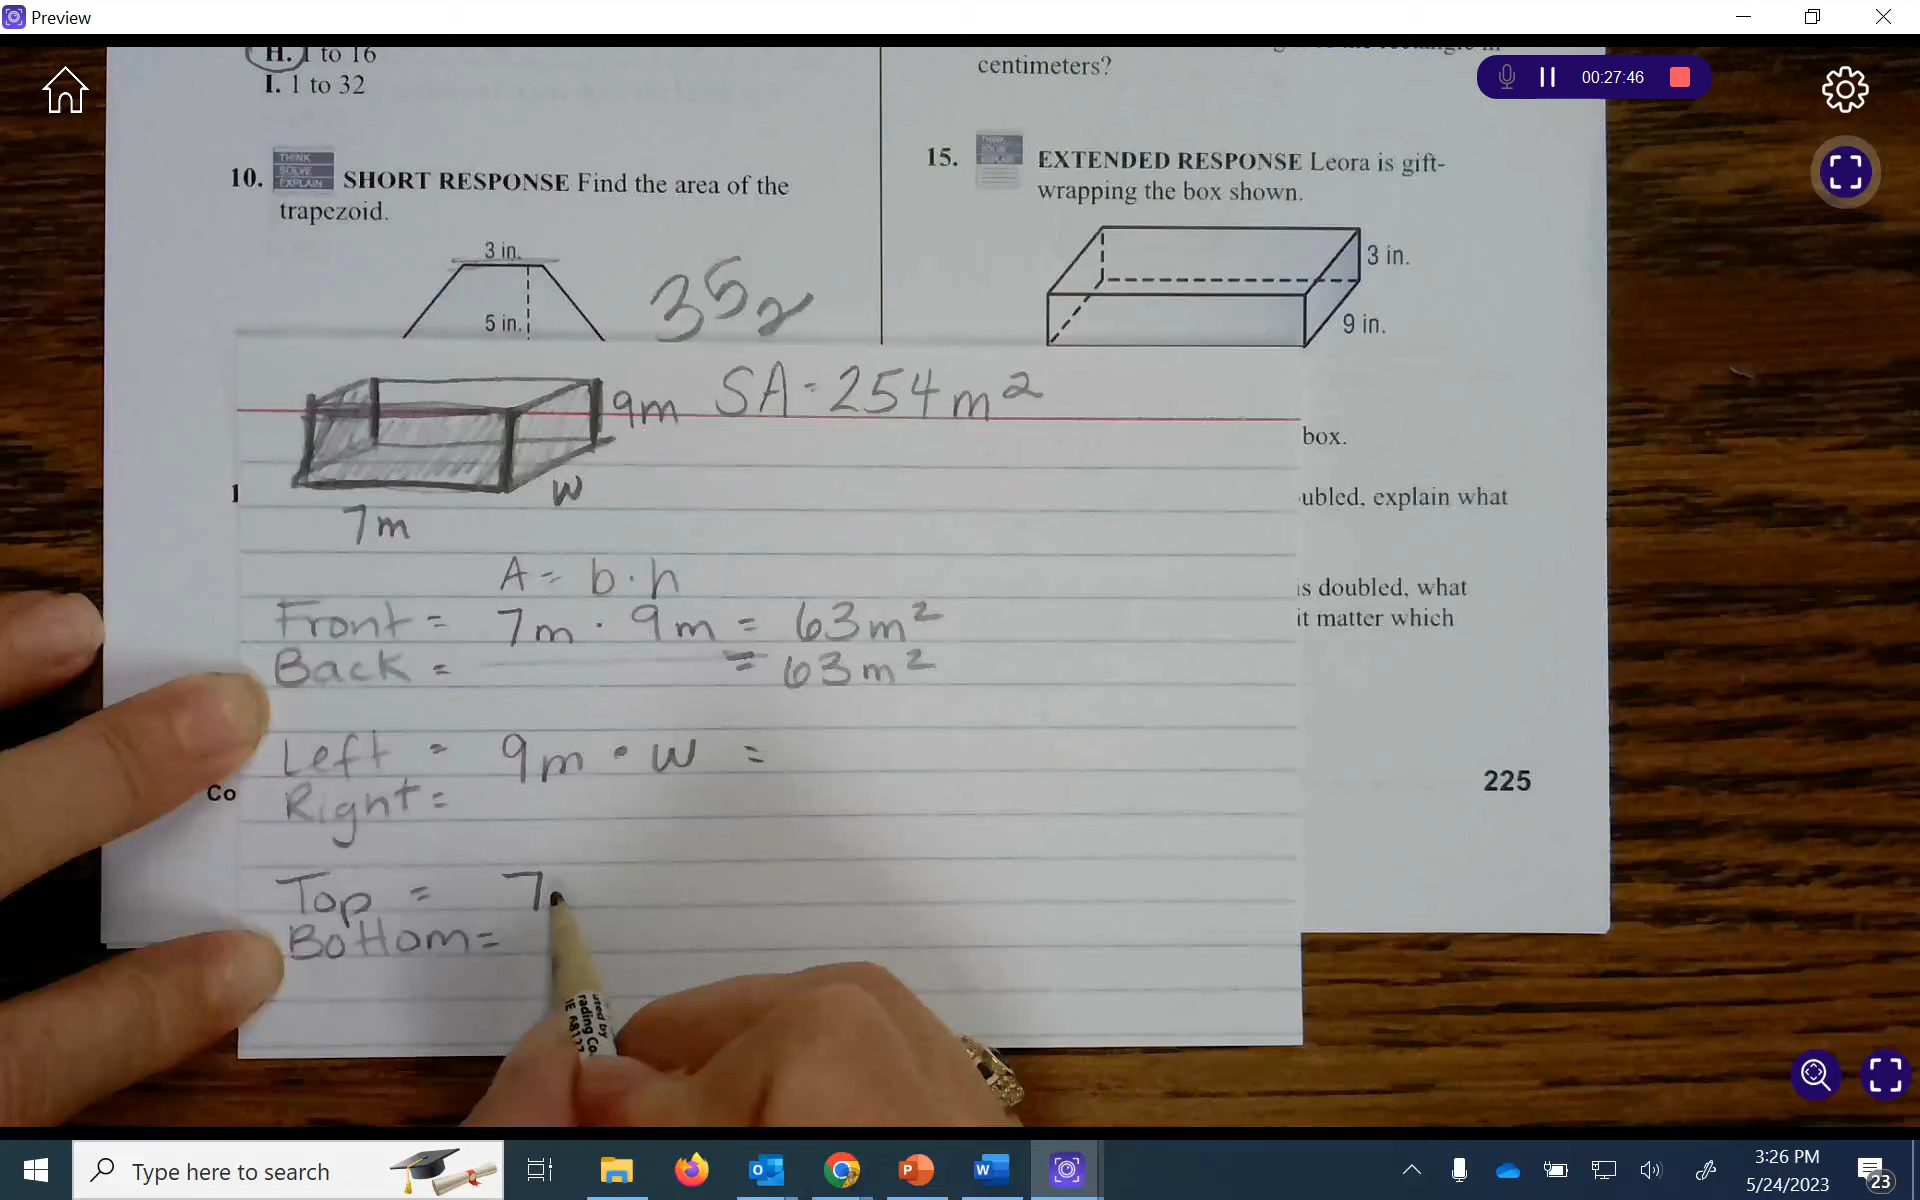 Preview
H. 1 to 16
I. 1 to 32
centimeters?
00:27:46
THINK
SOLVE
EXPLAIN
10. SHORT RESPONSE Find the area of the
trapezoid.
3 in.
5 in.
35
15. EXTENDED RESPONSE Leora is gift-
wrapping the box shown.
3 in.
9 in.
9m SA = 254 m²
box.
w
1
ubled, explain what
7m
A = b · h
is doubled, what
Front = 7m · 9m = 63m²
it matter which
Back = = 63m²
Left = 9m · w =
225
Co
Right =
Top = 7
Bottom =
Type here to search
3:26 PM
5/24/2023
23